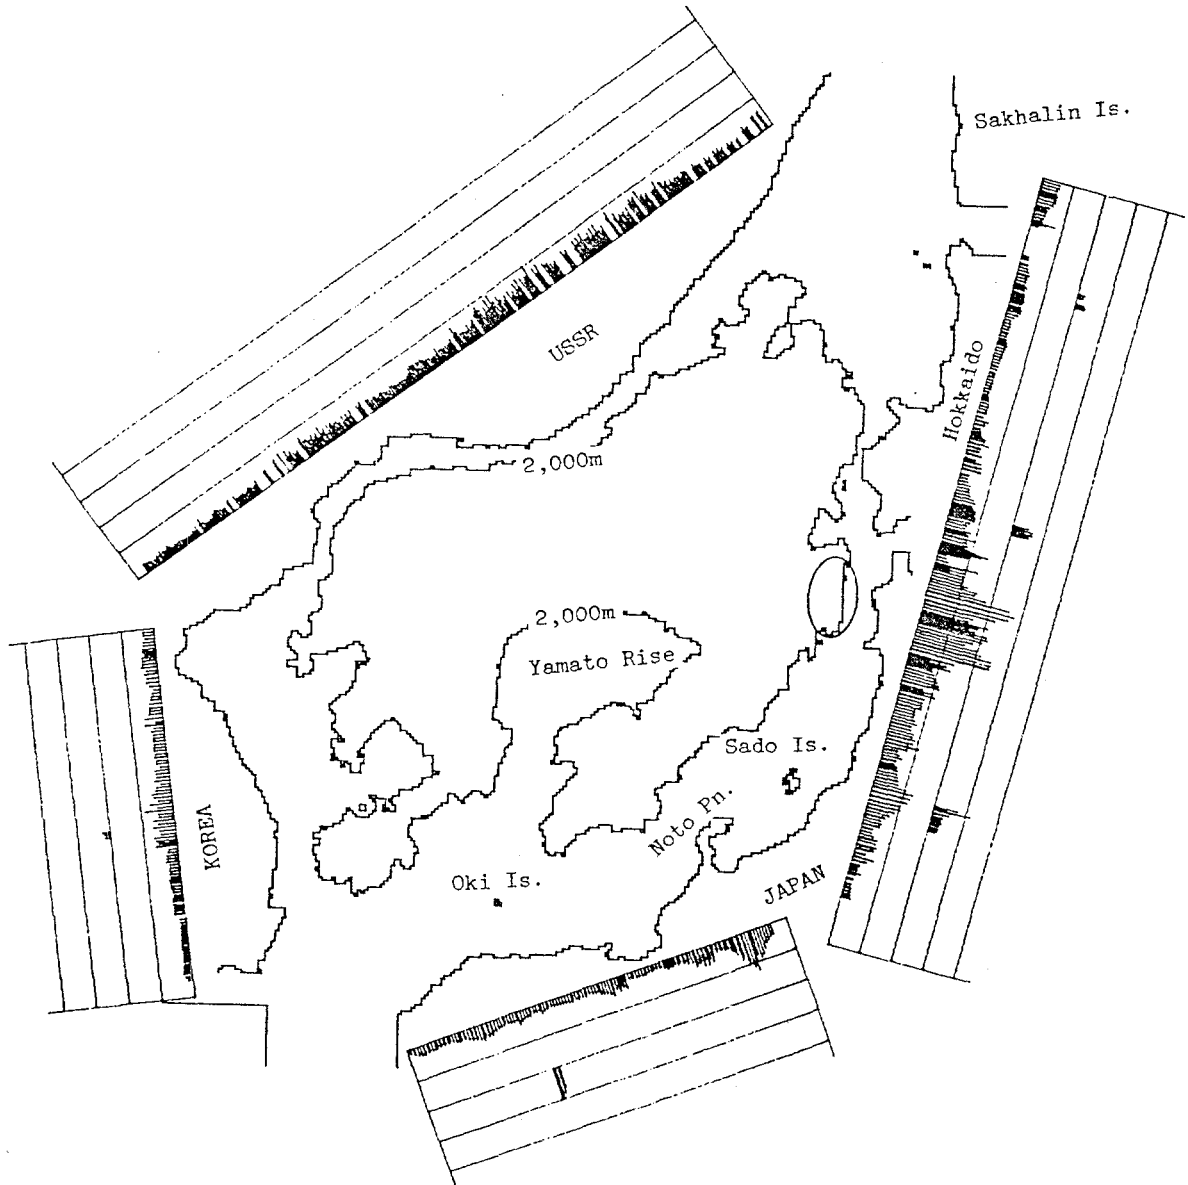 Sakhalin Is.
USSR
Hokkaido
2,000m
2,000m
Yamato Rise
Sado Is.
Noto Pn.
KOREA
Oki Is.
JAPAN